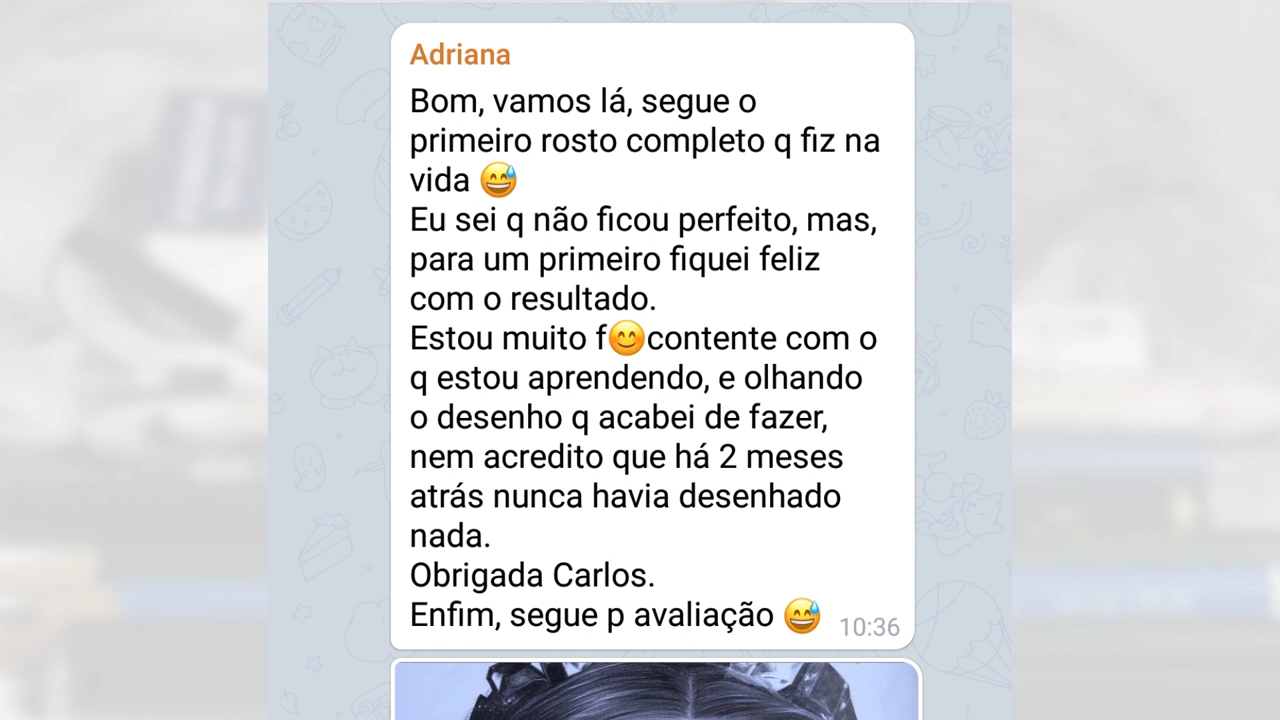 Adriana
Bom, vamos lá, segue o
primeiro rosto completo q fiz na
vida 😅
Eu sei q não ficou perfeito, mas,
para um primeiro fiquei feliz
com o resultado.
Estou muito f😊contente com o
q estou aprendendo, e olhando
o desenho q acabei de fazer,
nem acredito que há 2 meses
atrás nunca havia desenhado
nada.
Obrigada Carlos.
Enfim, segue p avaliação 😅
10:36